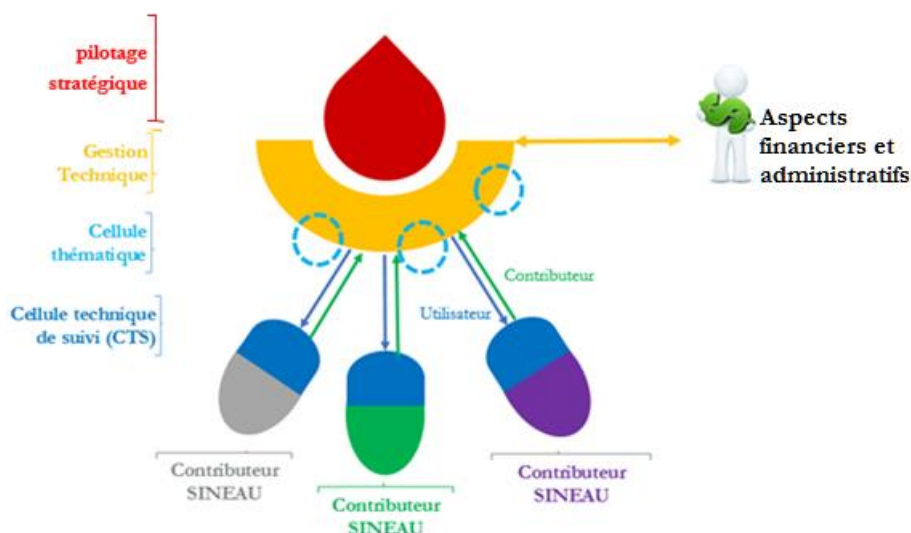 pilotage
stratégique
Gestion
Technique
Cellule
thématique
Cellule technique
de suivi (CTS)
Aspects
financiers et
administratifs
Contributeur
Utilisateur
Contributeur
SINEAU
Contributeur
SINEAU
Contributeur
SINEAU